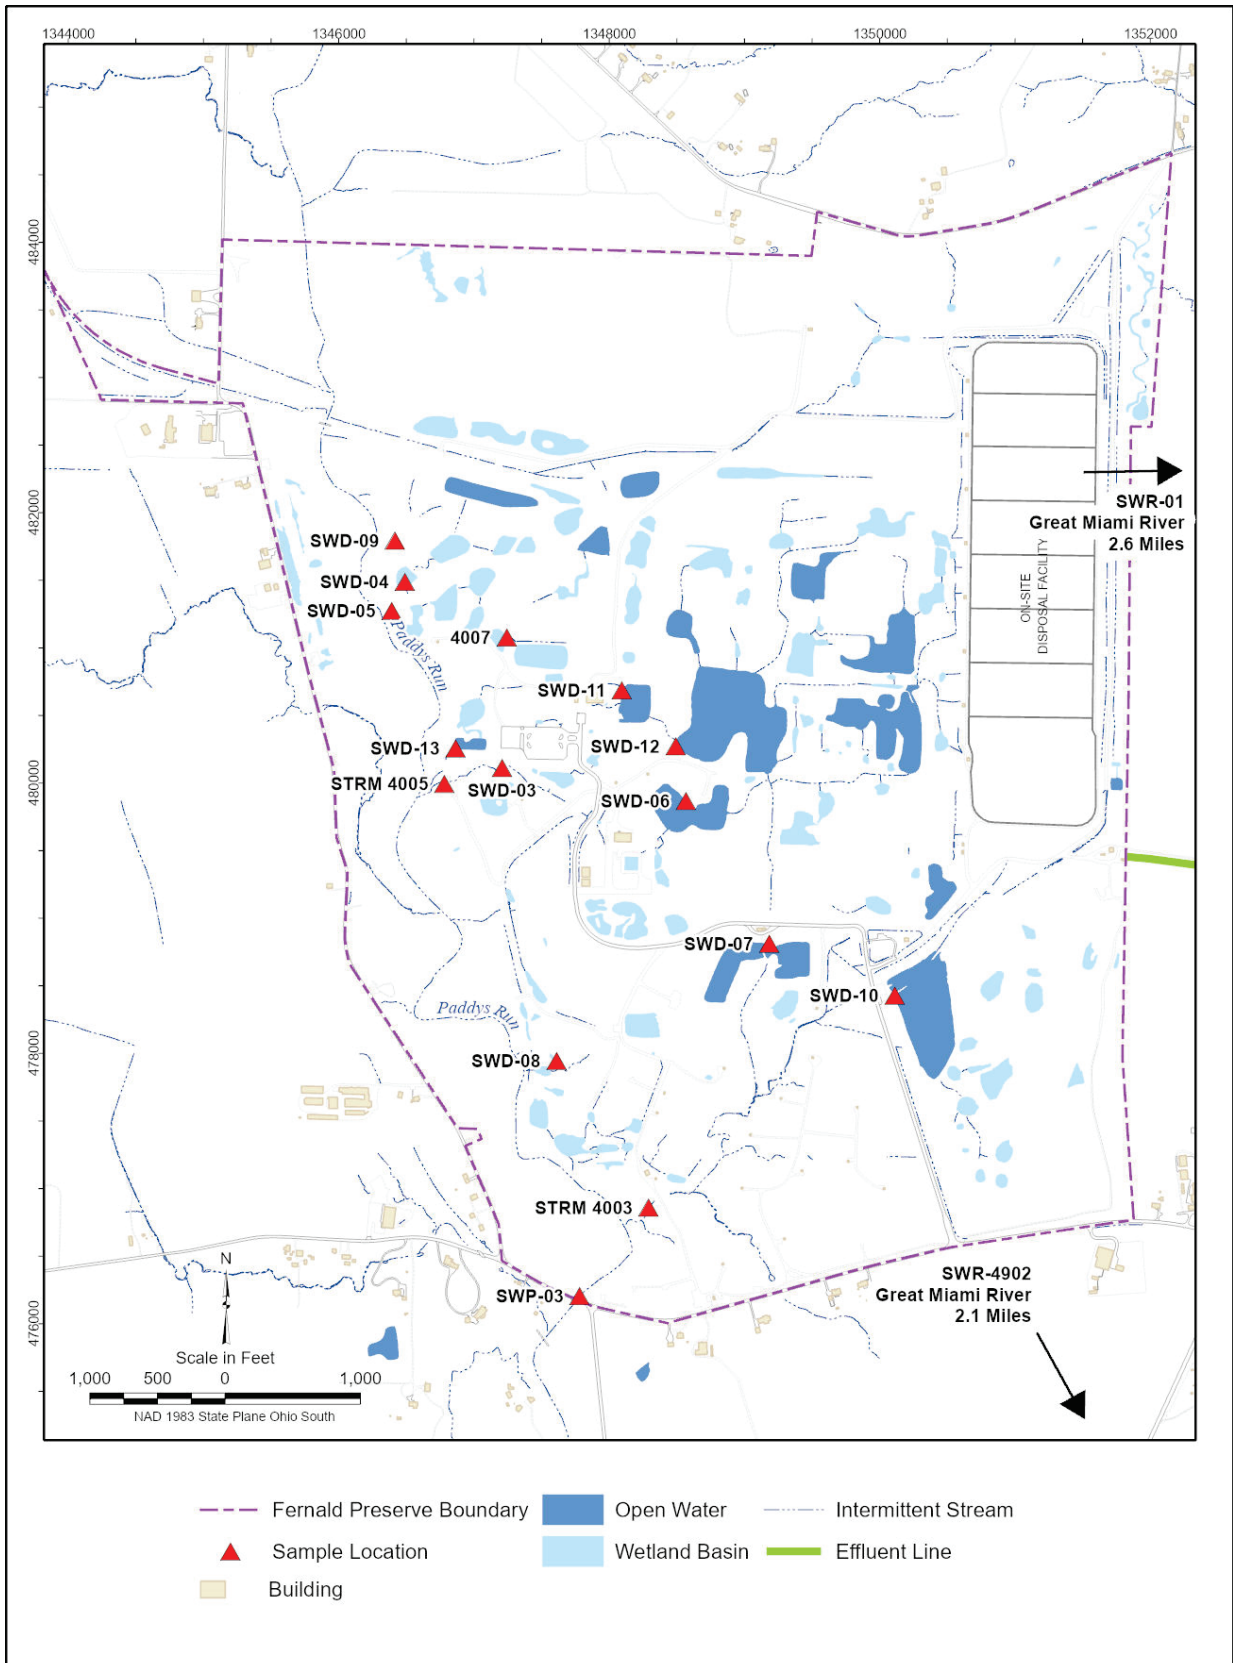 1344000
1346000
1348000
1350000
1352000
484000
482000
480000
478000
476000
SWR-01
Great Miami River
2.6 Miles
ON-SITE
DISPOSAL FACILITY
SWD-09
SWD-04
SWD-05
Paddys Run
4007
SWD-11
SWD-12
SWD-13
STRM 4005
SWD-03
SWD-06
SWD-07
SWD-10
Paddys Run
SWD-08
STRM 4003
SWP-03
SWR-4902
Great Miami River
2.1 Miles
N
Scale in Feet
1,000 500 0 1,000
NAD 1983 State Plane Ohio South
Fernald Preserve Boundary
Open Water
Intermittent Stream
Sample Location
Wetland Basin
Effluent Line
Building